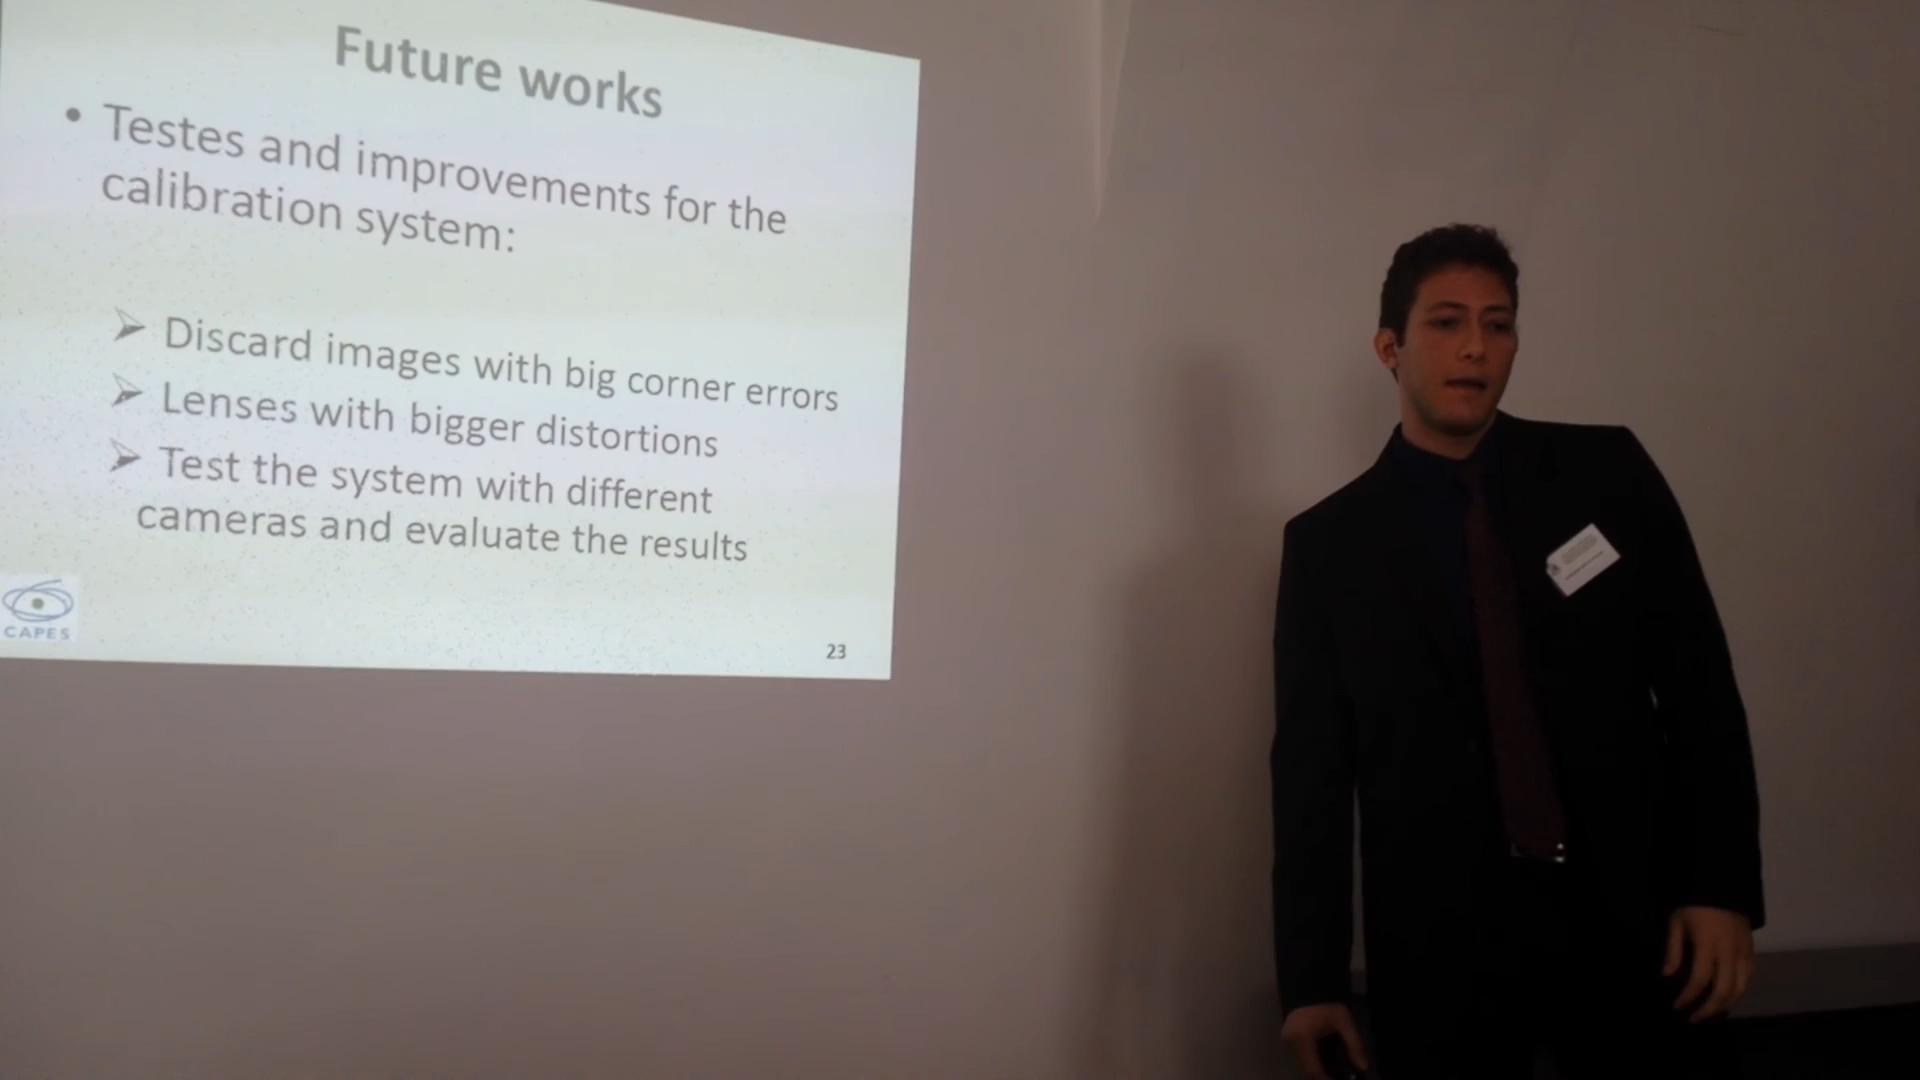 Future works
• Testes and improvements for the
calibration system:
➢ Discard images with big corner errors
➢ Lenses with bigger distortions
➢ Test the system with different
cameras and evaluate the results
CAPES
23